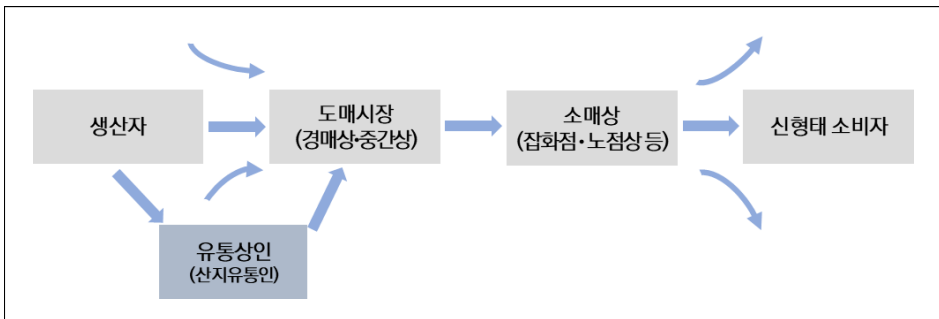 생산자
도매시장
(경매상·중간상)
소매상
(잡화점·노점상 등)
신형태 소비자
유통상인
(산지유통인)